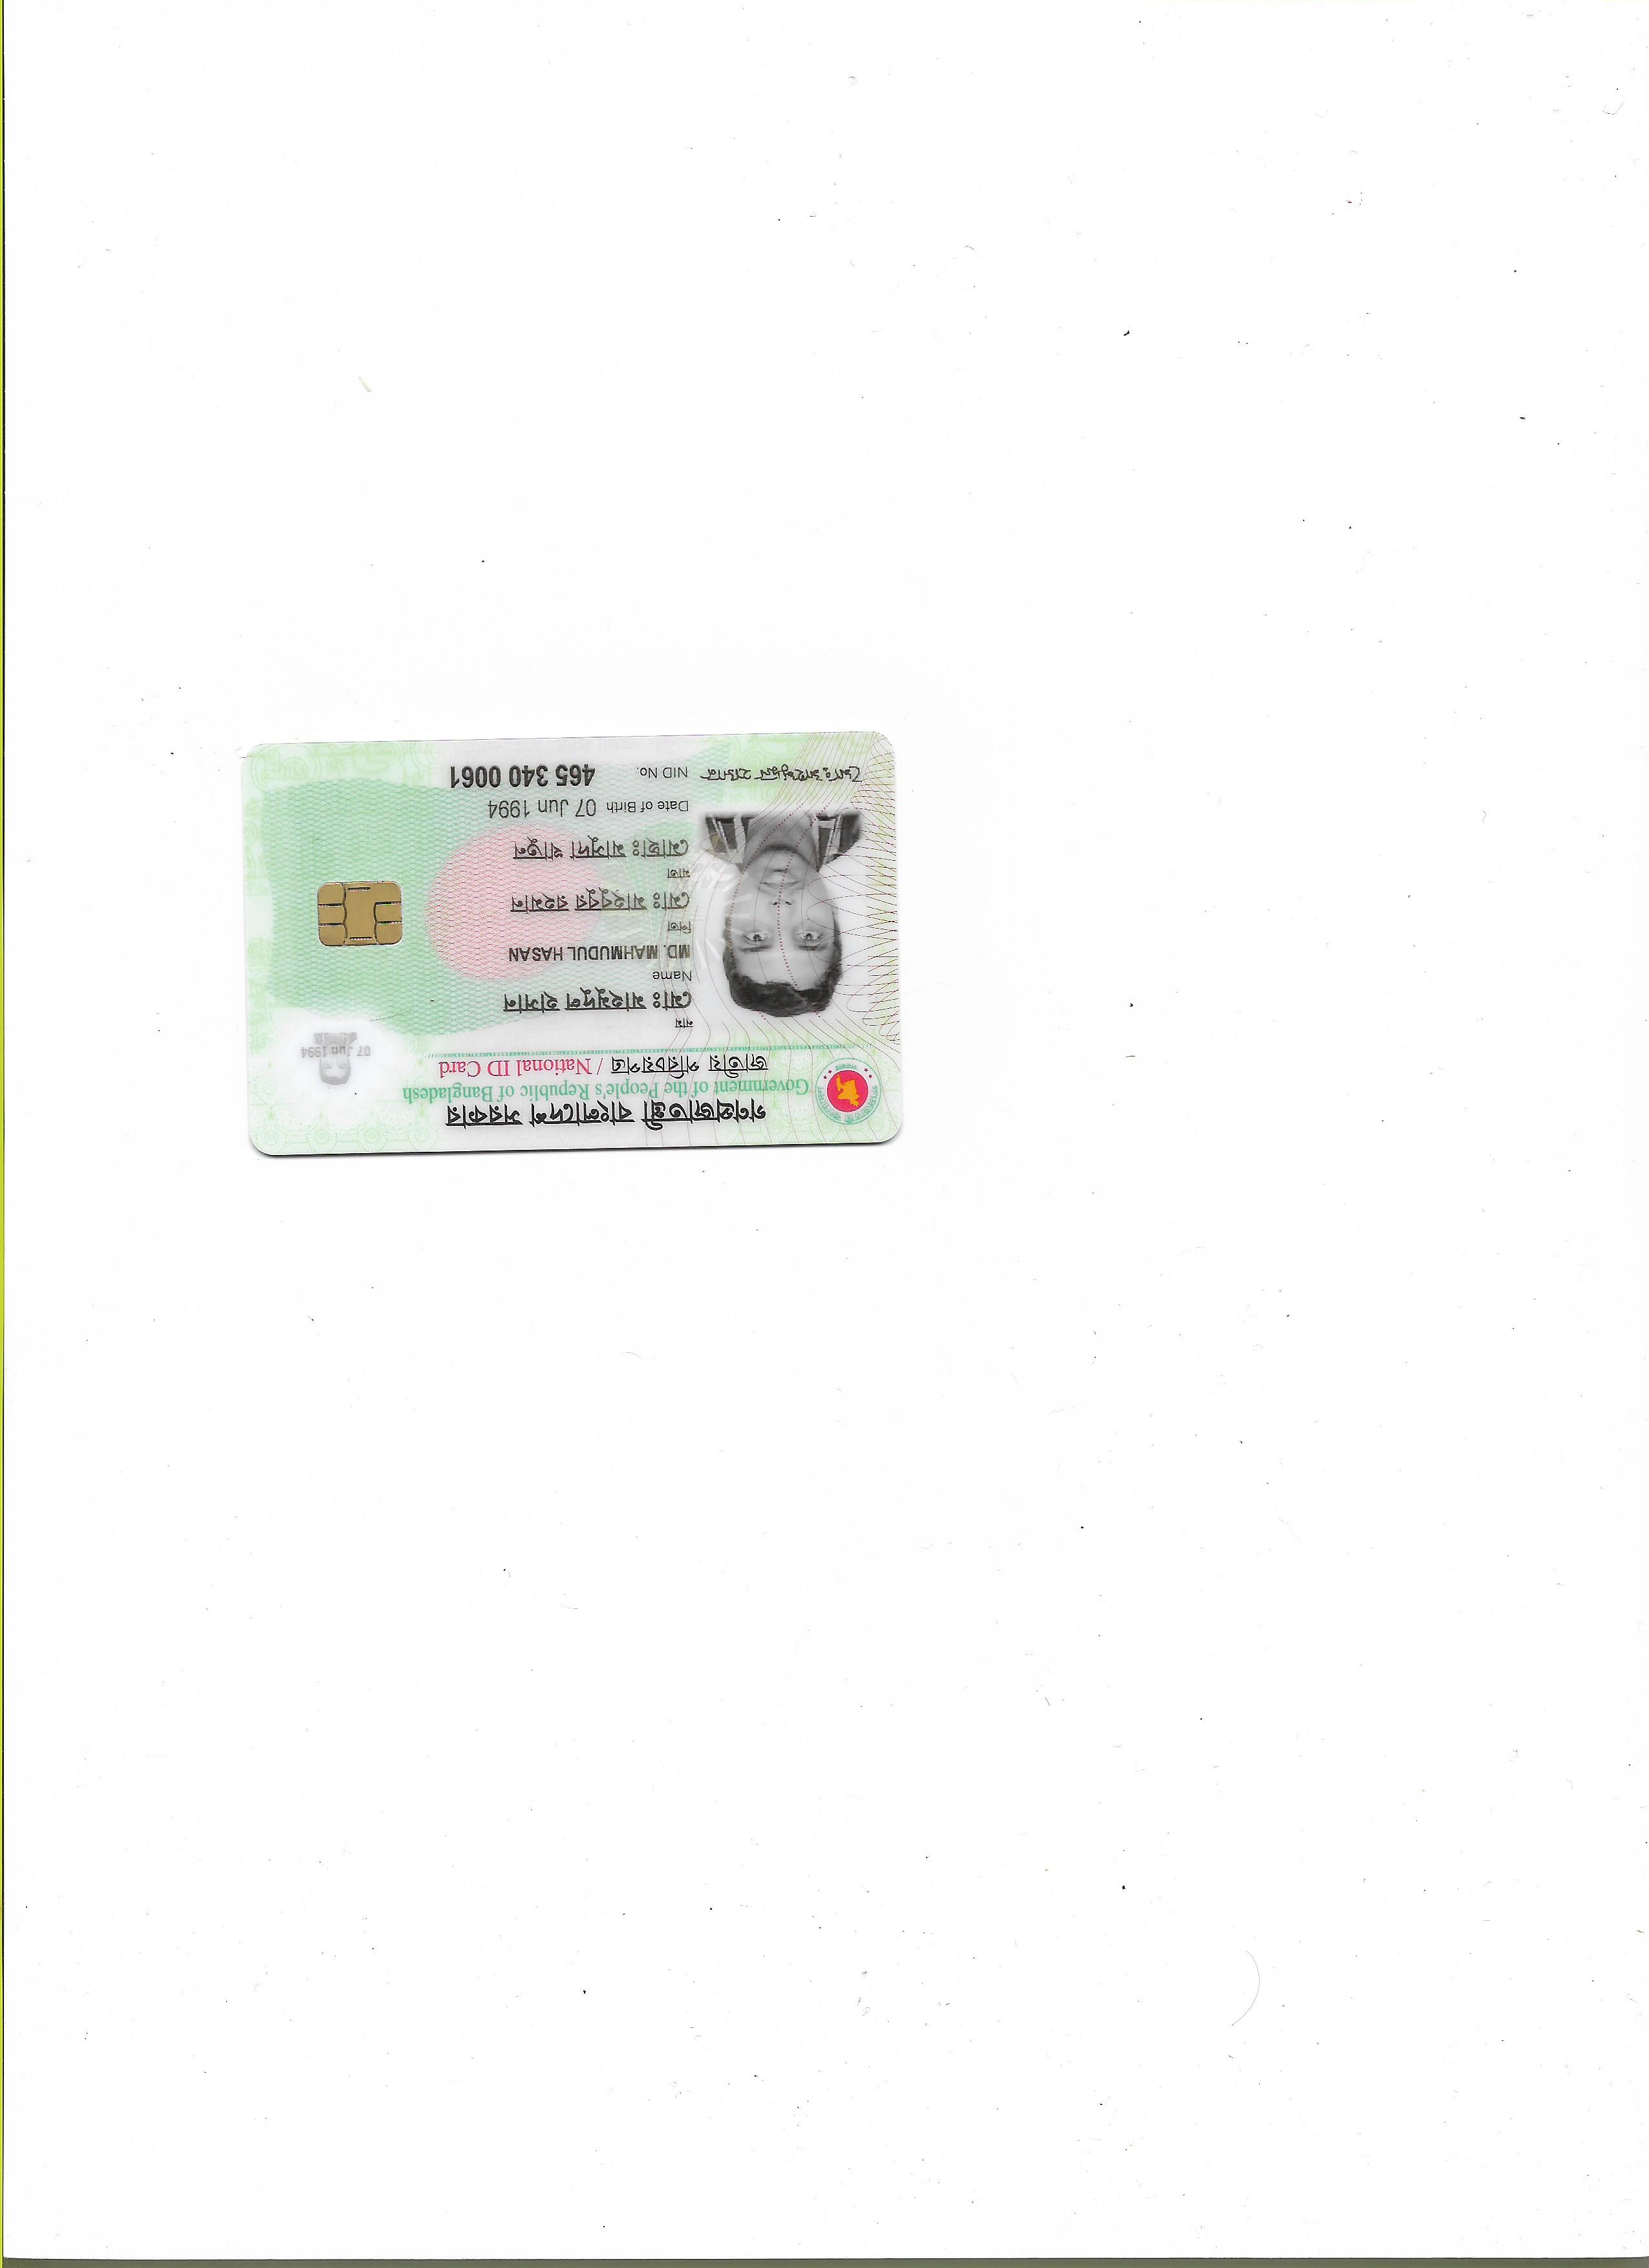 গণপ্রজাতন্ত্রী বাংলাদেশ সরকার
Government of the People's Republic of Bangladesh
জাতীয় পরিচয়পত্র / National ID Card
নাম
মোঃ মাহমুদুল হাসান
Name
MD. MAHMUDUL HASAN
পিতা
মোঃ মাহবুবুর রহমান
মাতা
মোছাঃ মাসুদা খাতুন
Date of Birth 07 Jun 1994
NID No. 465 340 0061
মোঃ মাহমুদুল হাসান
07 Jun 1994